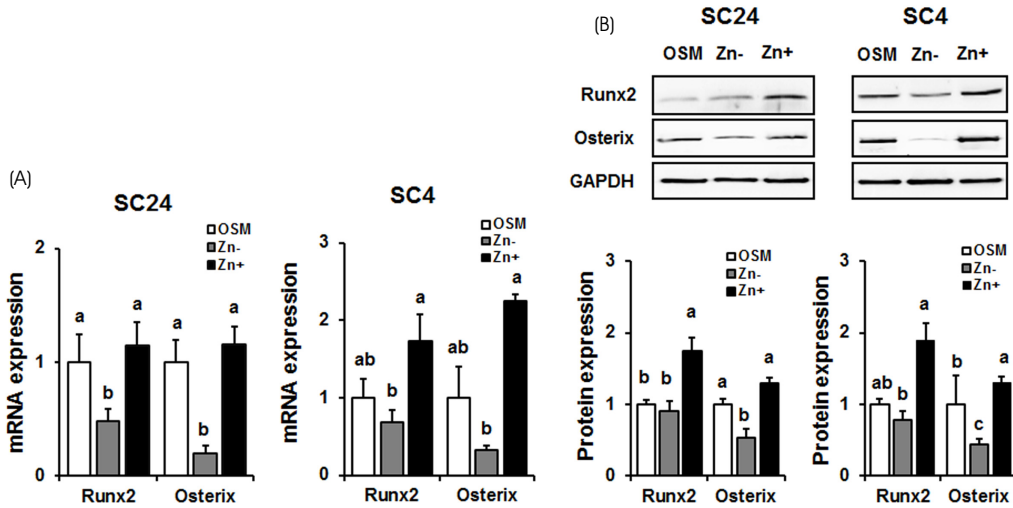 (A)
SC24
mRNA expression
2
1
0
OSM
Zn-
Zn+
a
b
a
a
b
a
Runx2
Osterix
SC4
mRNA expression
3
2
1
0
OSM
Zn-
Zn+
ab
b
a
ab
b
a
Runx2
Osterix
(B)
SC24
SC4
OSM Zn- Zn+
OSM Zn- Zn+
Runx2
Osterix
GAPDH
Protein expression
3
2
1
0
OSM
Zn-
Zn+
b
b
a
a
b
a
Runx2
Osterix
Protein expression
3
2
1
0
OSM
Zn-
Zn+
ab
b
a
b
c
a
Runx2
Osterix